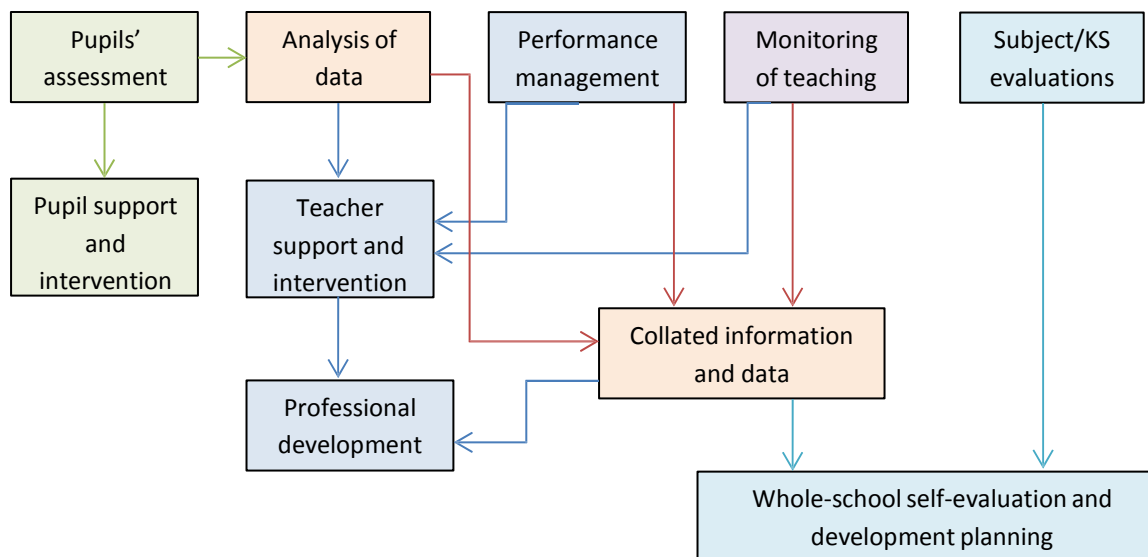 Pupils’
assessment
Analysis of
data
Performance
management
Monitoring
of teaching
Subject/KS
evaluations
Pupil support
and
intervention
Teacher
support and
intervention
Collated information
and data
Professional
development
Whole-school self-evaluation and
development planning